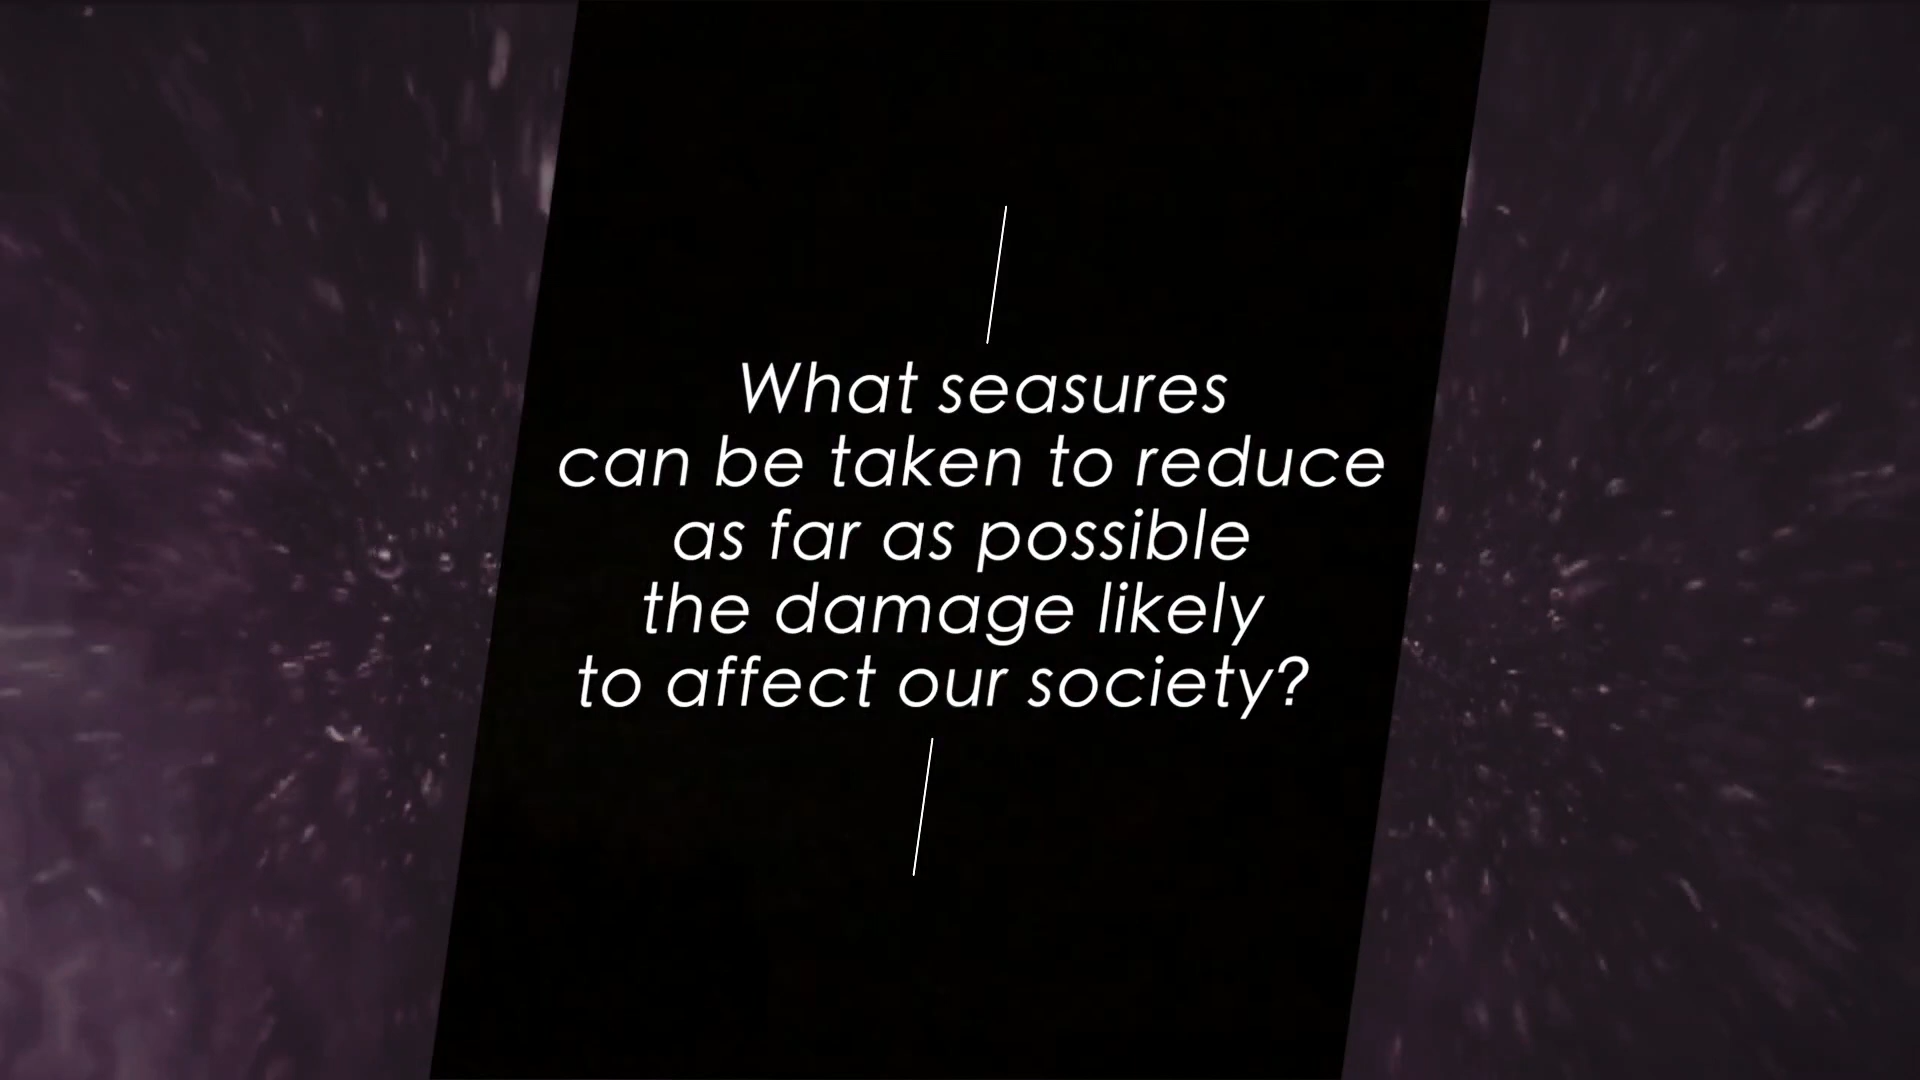 What seasures
can be taken to reduce
as far as possible
the damage likely
to affect our society?